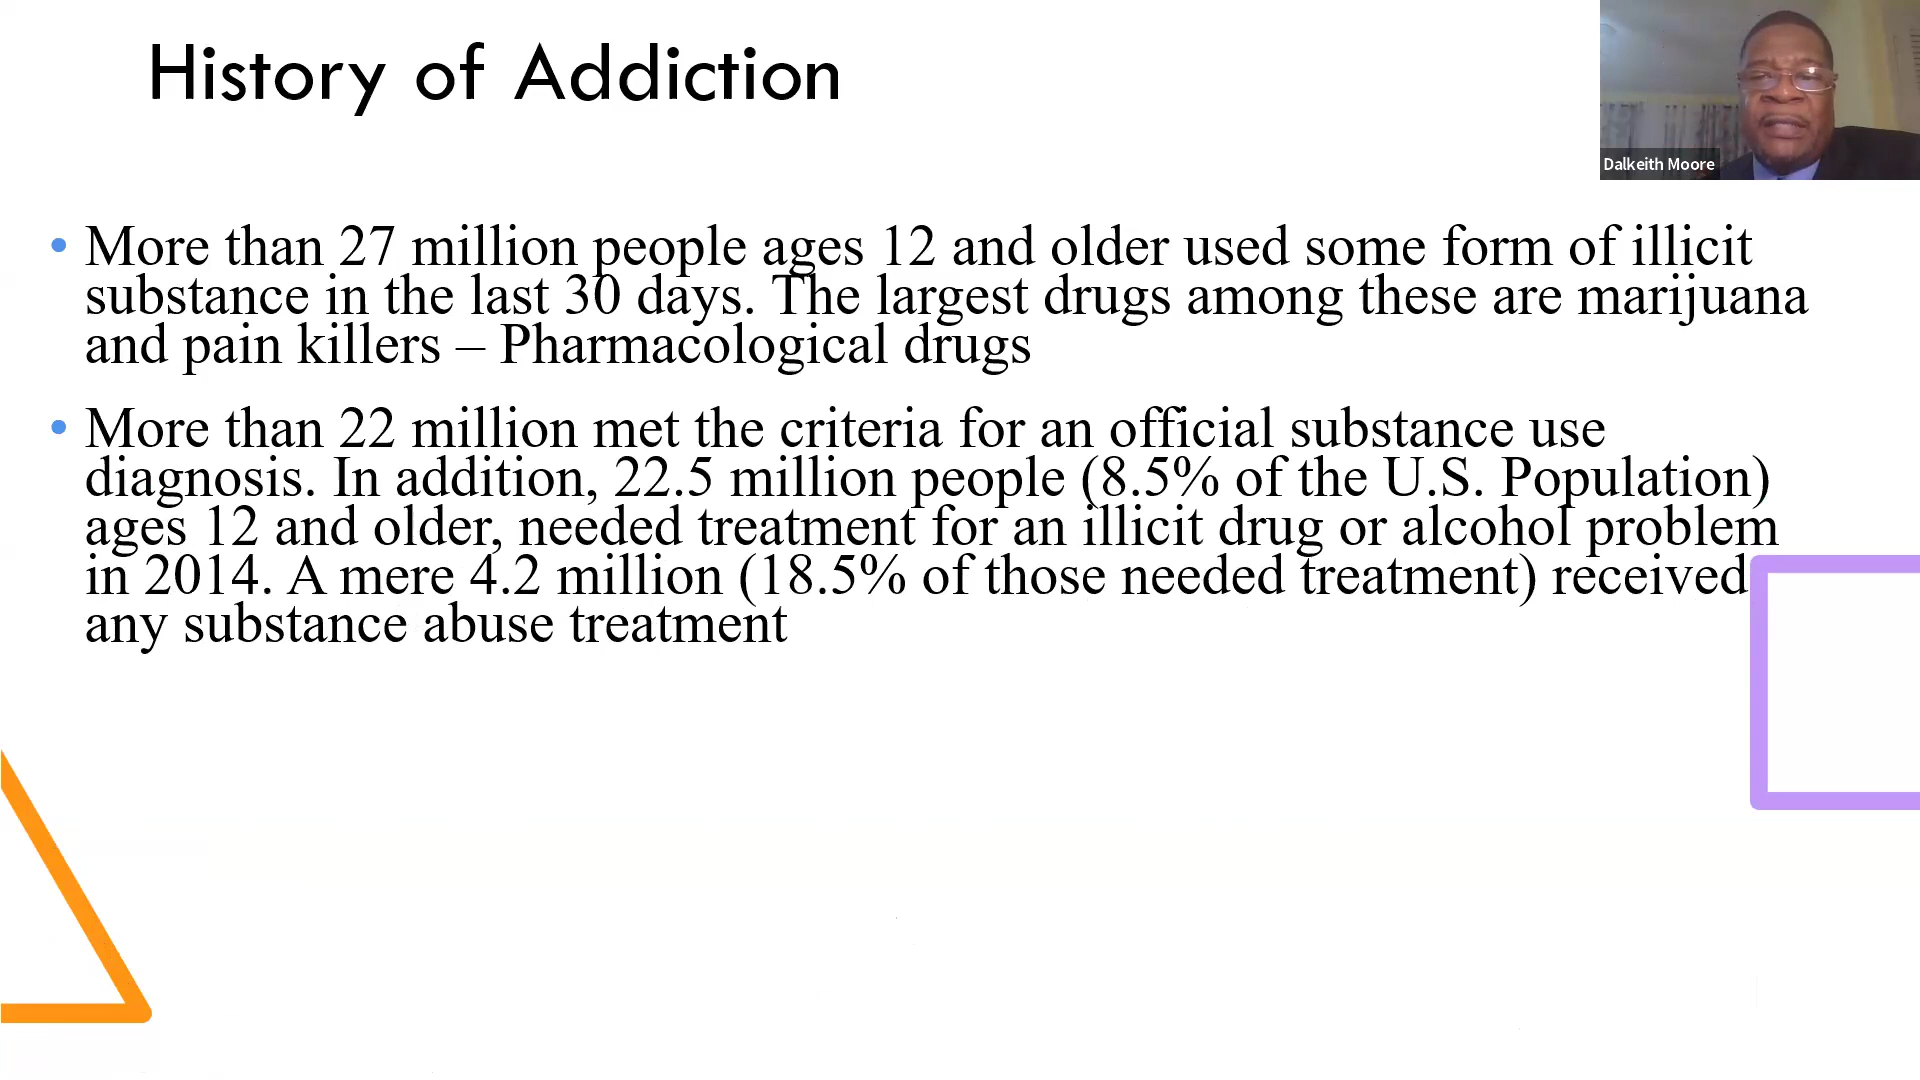 History of Addiction
Dalkeith Moore
• More than 27 million people ages 12 and older used some form of illicit
substance in the last 30 days. The largest drugs among these are marijuana
and pain killers – Pharmacological drugs
• More than 22 million met the criteria for an official substance use
diagnosis. In addition, 22.5 million people (8.5% of the U.S. Population)
ages 12 and older, needed treatment for an illicit drug or alcohol problem
in 2014. A mere 4.2 million (18.5% of those needed treatment) received
any substance abuse treatment